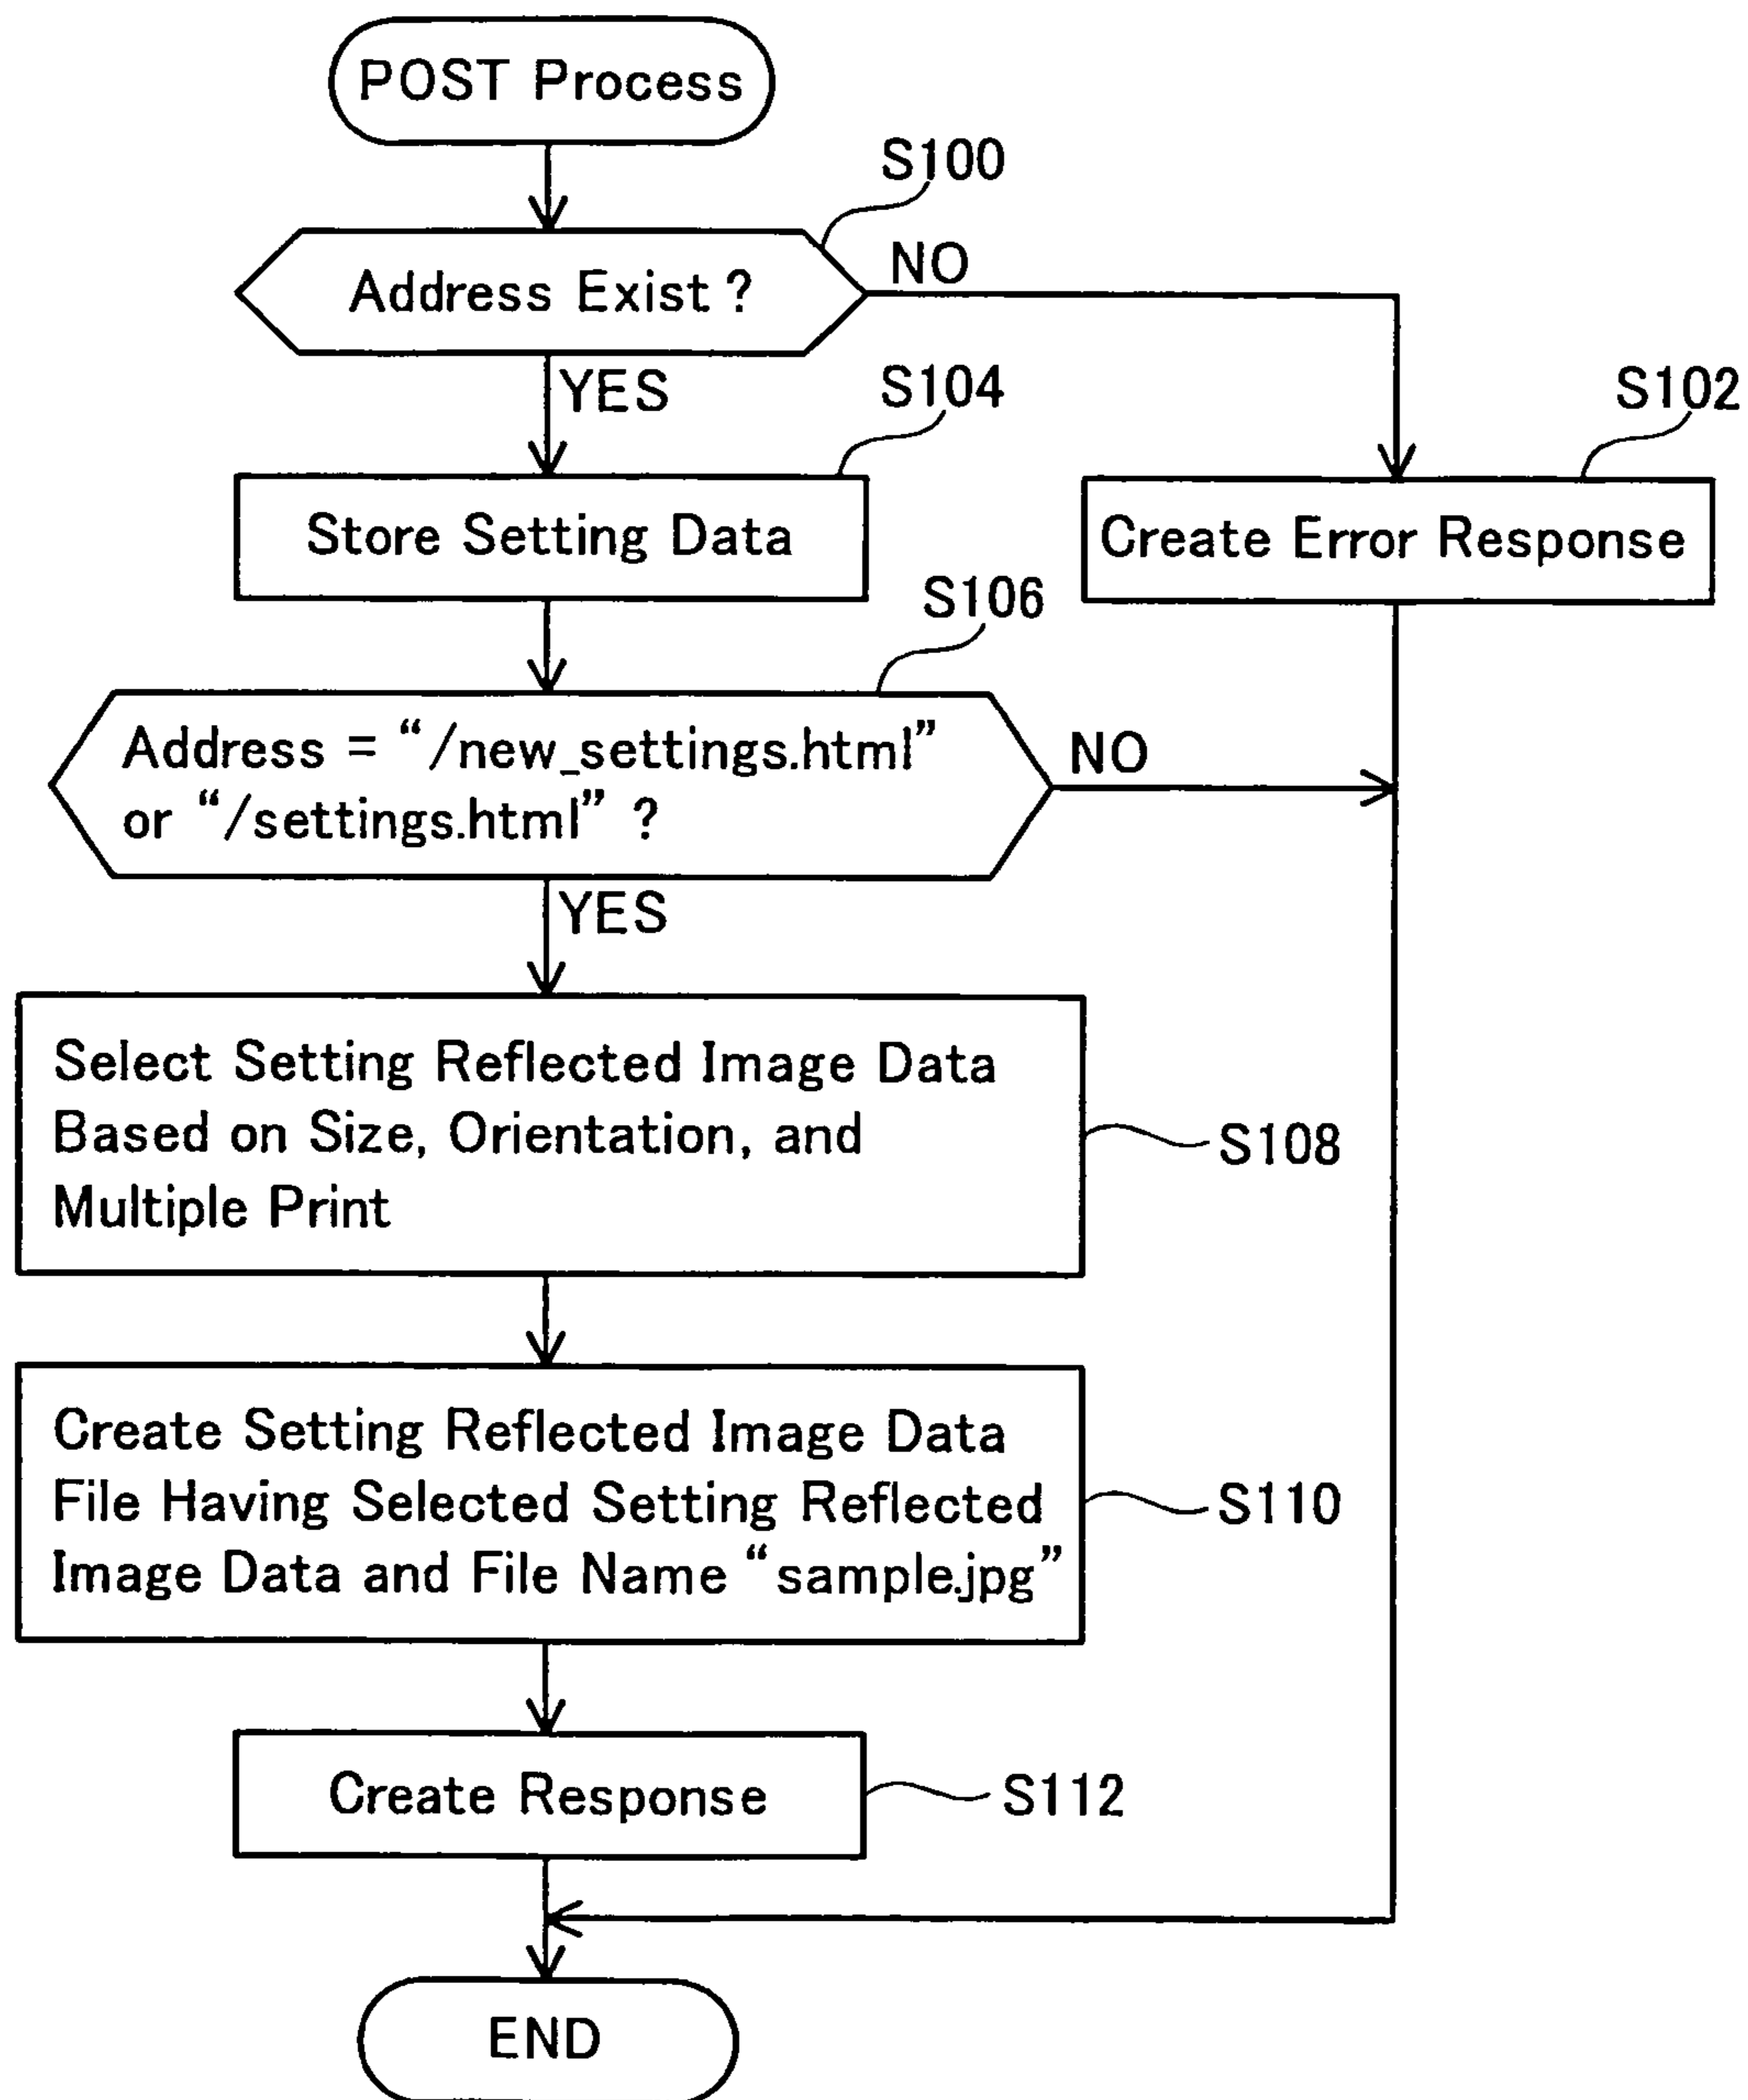 POST Process
S100
Address Exist ?
NO
YES
S104
S102
Store Setting Data
Create Error Response
S106
Address = “/new_settings.html”
or “/settings.html” ?
NO
YES
Select Setting Reflected Image Data
Based on Size, Orientation, and
Multiple Print
S108
Create Setting Reflected Image Data
File Having Selected Setting Reflected
Image Data and File Name “sample.jpg”
S110
Create Response
S112
END